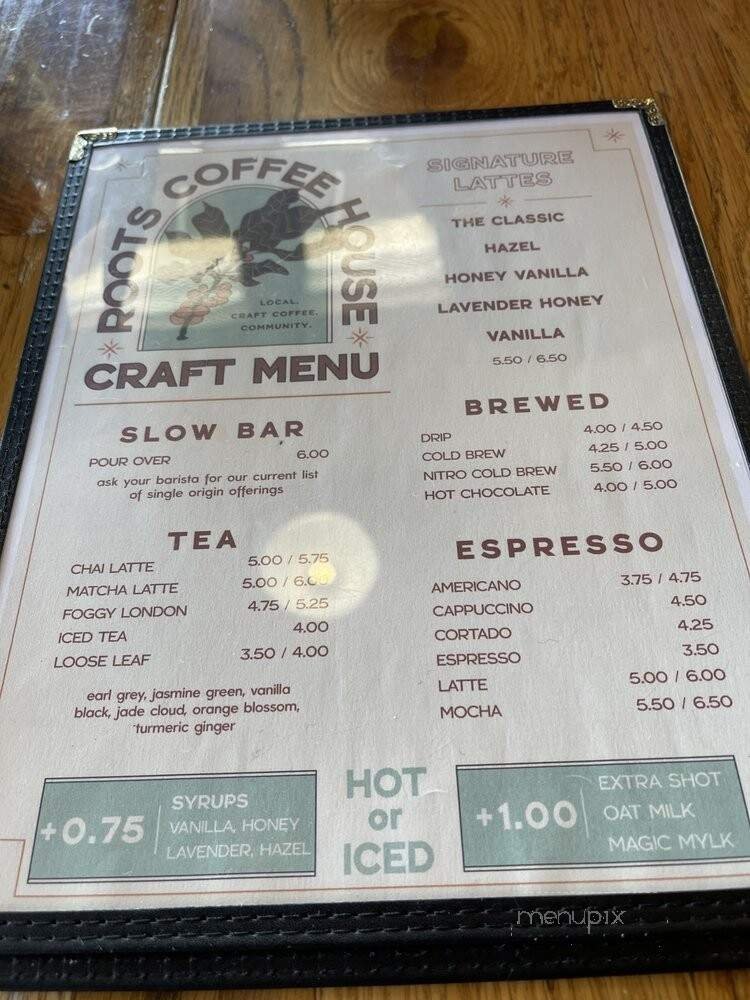 ROOTS COFFEE HOUSE
LOCAL.
CRAFT COFFEE.
COMMUNITY.
CRAFT MENU
SLOW BAR
POUR OVER 6.00
ask your barista for our current list
of single origin offerings
TEA
CHAI LATTE 5.00 / 5.75
MATCHA LATTE 5.00 / 6.00
FOGGY LONDON 4.75 / 5.25
ICED TEA 4.00
LOOSE LEAF 3.50 / 4.00
earl grey, jasmine green, vanilla
black, jade cloud, orange blossom,
turmeric ginger
SIGNATURE
LATTES
THE CLASSIC
HAZEL
HONEY VANILLA
LAVENDER HONEY
VANILLA
5.50 / 6.50
BREWED
DRIP 4.00 / 4.50
COLD BREW 4.25 / 5.00
NITRO COLD BREW 5.50 / 6.00
HOT CHOCOLATE 4.00 / 5.00
ESPRESSO
AMERICANO 3.75 / 4.75
CAPPUCCINO 4.50
CORTADO 4.25
ESPRESSO 3.50
LATTE 5.00 / 6.00
MOCHA 5.50 / 6.50
+0.75
SYRUPS
VANILLA, HONEY
LAVENDER, HAZEL
HOT
or
ICED
+1.00
EXTRA SHOT
OAT MILK
MAGIC MYLK
menupix